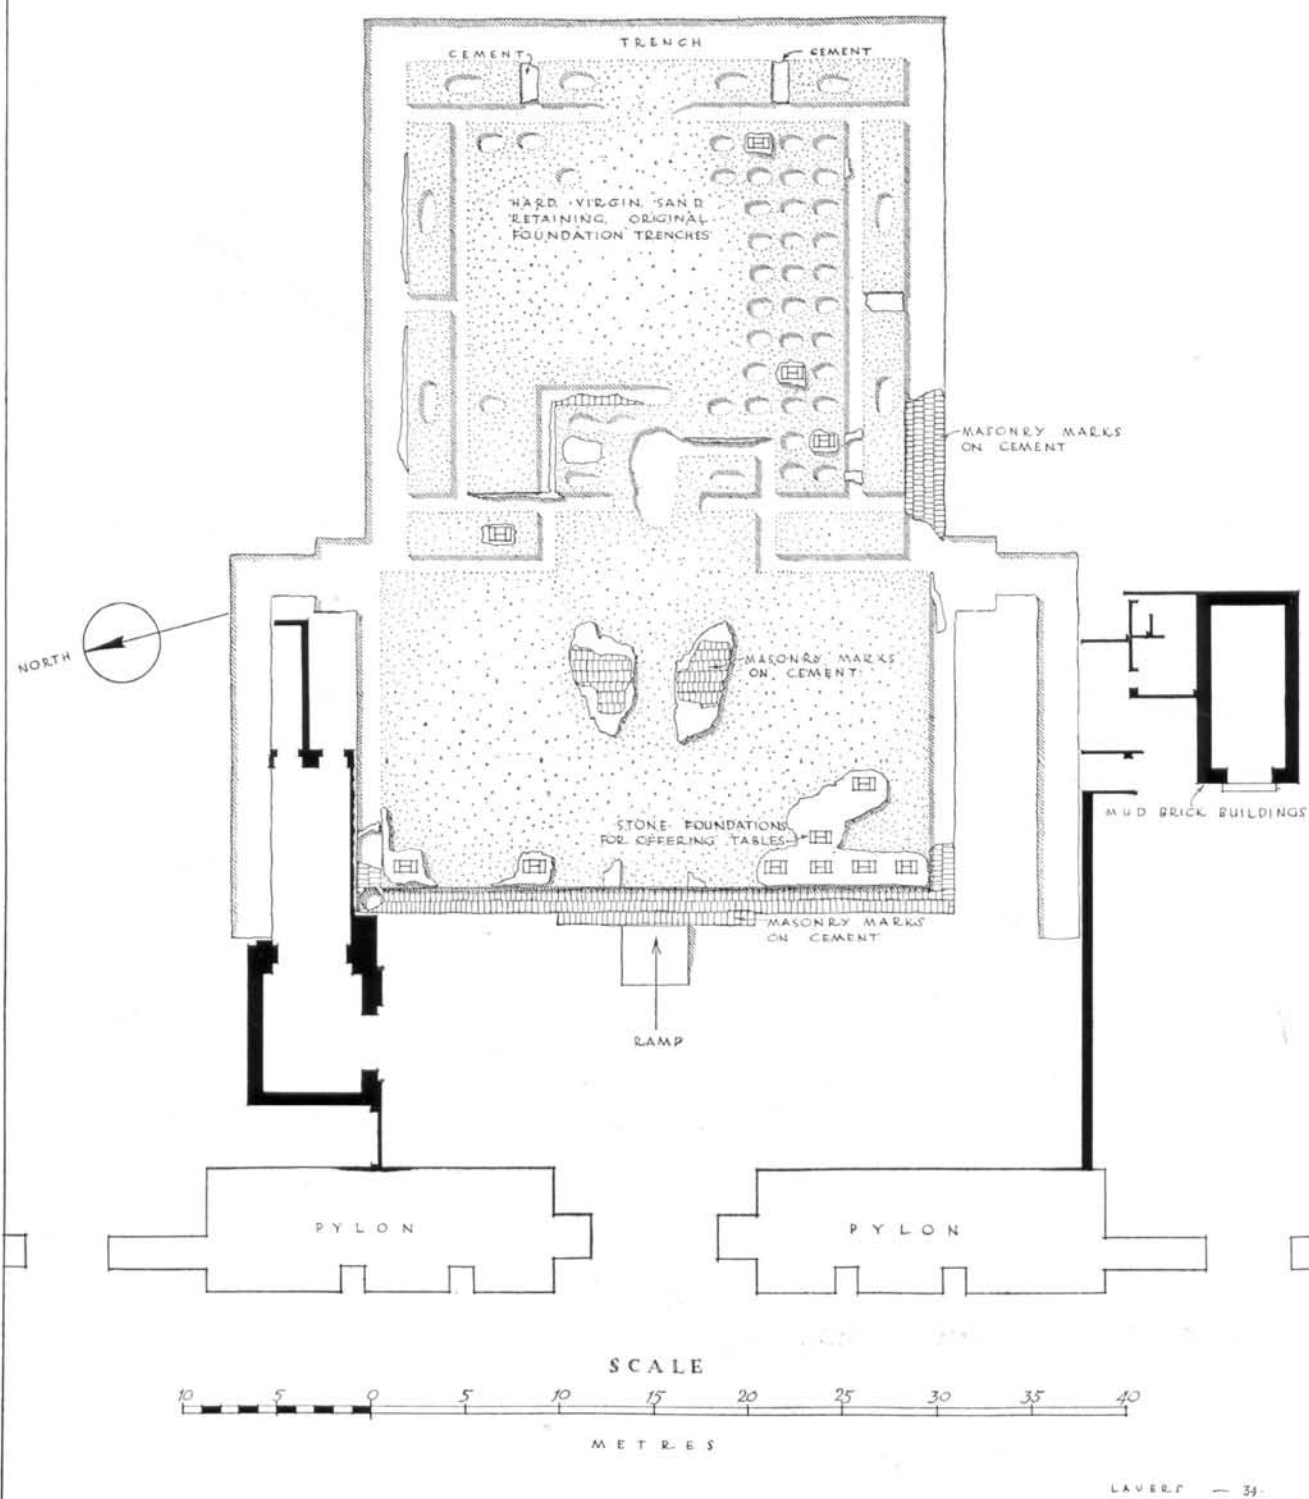 TRENCH
CEMENT
CEMENT
HARD VIRGIN SAND
RETAINING ORIGINAL
FOUNDATION TRENCHES
MASONRY MARKS
ON CEMENT
NORTH
MASONRY MARKS
ON CEMENT
MUD BRICK BUILDINGS
STONE FOUNDATIONS
FOR OFFERING TABLES
MASONRY MARKS
ON CEMENT
RAMP
PYLON
PYLON
SCALE
10 5 0 5 10 15 20 25 30 35 40
METRES
LAVERS — 34.